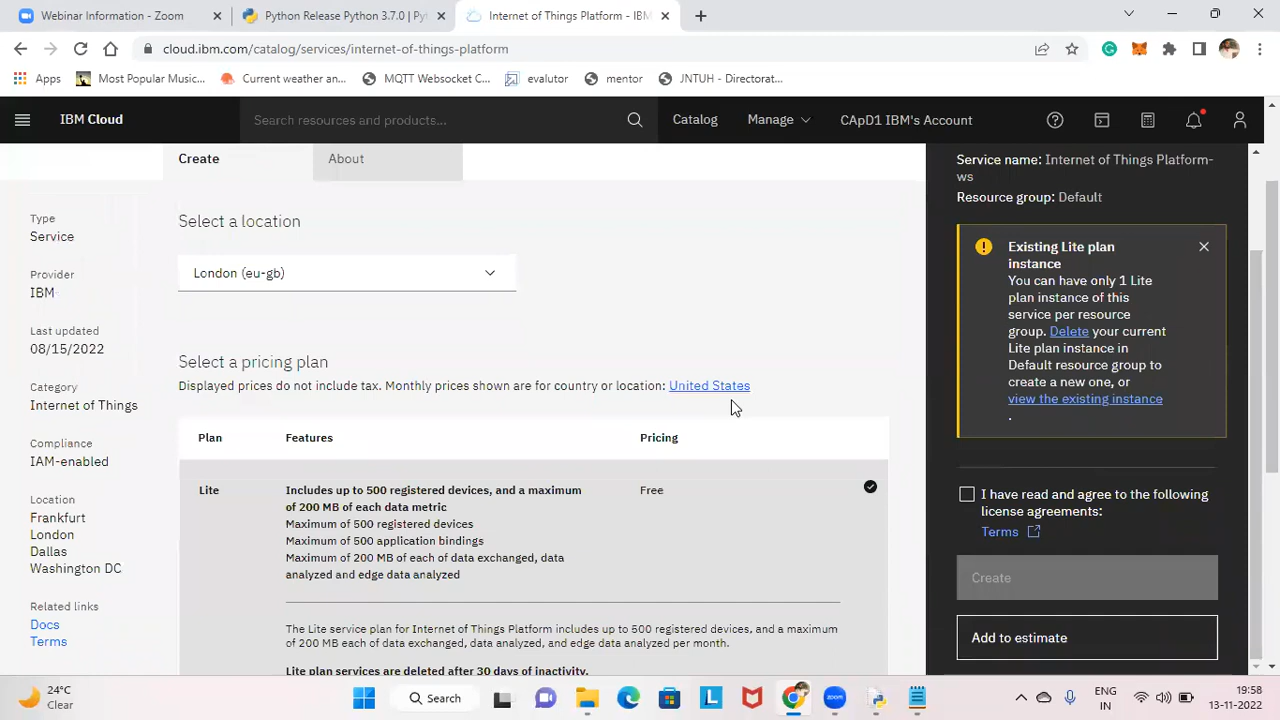 Webinar Information - Zoom
Python Release Python 3.7.0 | P
Internet of Things Platform - IBM
cloud.ibm.com/catalog/services/internet-of-things-platform
Apps
Most Popular Music...
Current weather an...
MQTT Websocket C...
evalutor
mentor
JNTUH - Directorat...
IBM Cloud
Search resources and products...
Catalog
Manage
CApD1 IBM's Account
Create
About
Type
Service
Provider
IBM
Last updated
08/15/2022
Category
Internet of Things
Compliance
IAM-enabled
Location
Frankfurt
London
Dallas
Washington DC
Related links
Docs
Terms
Select a location
London (eu-gb)
Select a pricing plan
Displayed prices do not include tax. Monthly prices shown are for country or location: United States
Plan
Features
Pricing
Lite
Includes up to 500 registered devices, and a maximum
of 200 MB of each data metric
Free
Maximum of 500 registered devices
Maximum of 500 application bindings
Maximum of 200 MB of each of data exchanged, data
analyzed and edge data analyzed
The Lite service plan for Internet of Things Platform includes up to 500 registered devices, and a maximum
of 200 MB each of data exchanged, data analyzed, and edge data analyzed per month.
Lite plan services are deleted after 30 days of inactivity.
Service name: Internet of Things Platform-
ws
Resource group: Default
Existing Lite plan
instance
You can have only 1 Lite
plan instance of this
service per resource
group. Delete your current
Lite plan instance in
Default resource group to
create a new one, or
view the existing instance
.
I have read and agree to the following
license agreements:
Terms
Create
Add to estimate
24°C
Clear
Search
zoom
ENG
IN
19:58
13-11-2022